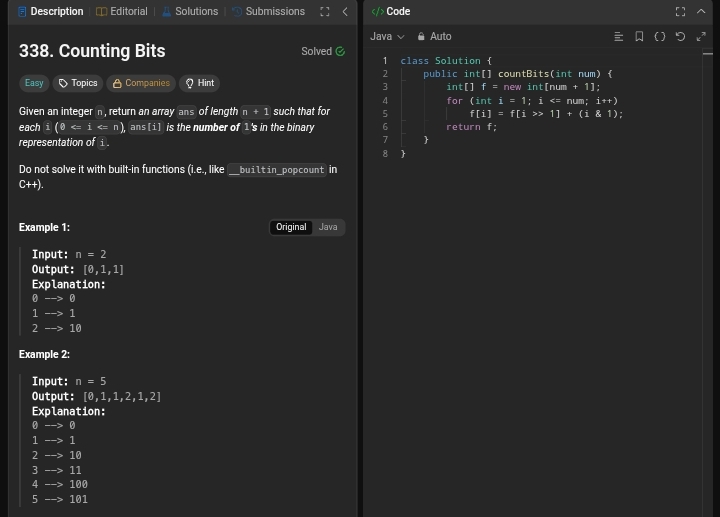 Description | Editorial | Solutions | Submissions
338. Counting Bits
Solved
Easy Topics Companies Hint
Given an integer n, return an array ans of length n + 1 such that for
each i (0 <= i <= n), ans[i] is the number of 1's in the binary
representation of i.
Do not solve it with built-in functions (i.e., like __builtin_popcount in
C++).
Example 1:
Original Java
Input: n = 2
Output: [0,1,1]
Explanation:
0 --> 0
1 --> 1
2 --> 10
Example 2:
Input: n = 5
Output: [0,1,1,2,1,2]
Explanation:
0 --> 0
1 --> 1
2 --> 10
3 --> 11
4 --> 100
5 --> 101
</> Code
Java Auto
1 class Solution {
2 public int[] countBits(int num) {
3 int[] f = new int[num + 1];
4 for (int i = 1; i <= num; i++)
5 f[i] = f[i >> 1] + (i & 1);
6 return f;
7 }
8 }